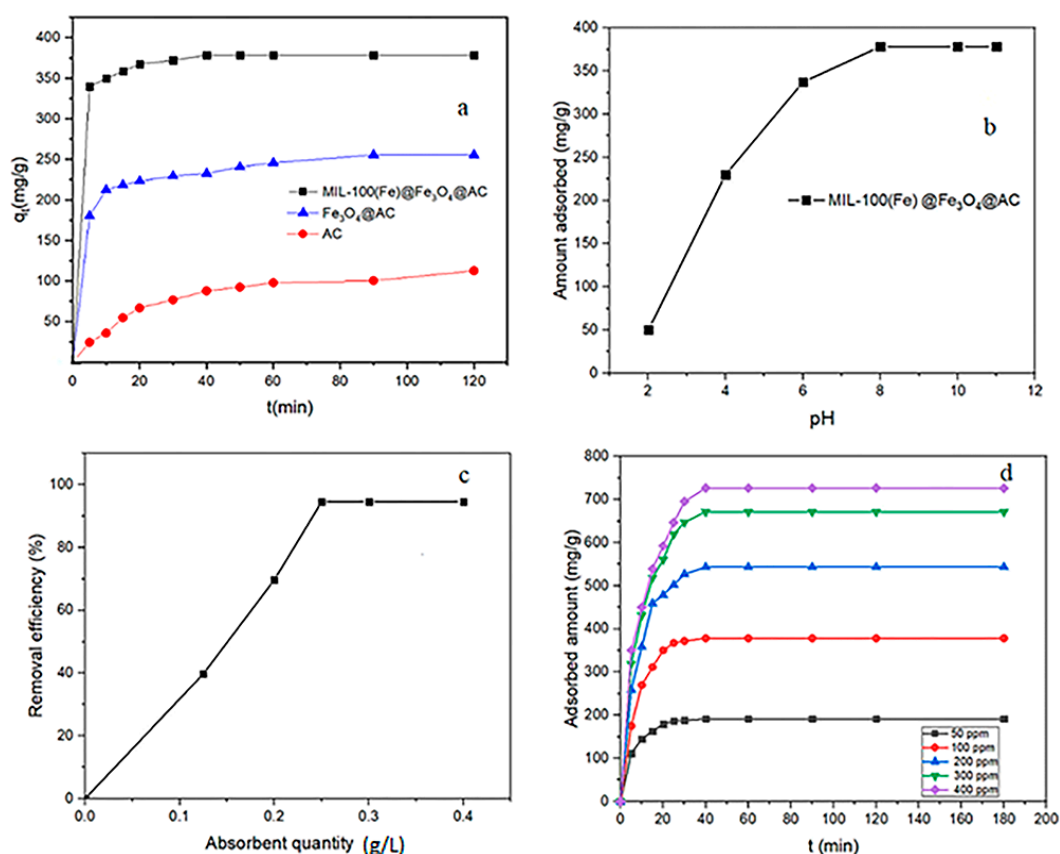 a
400
350
300
250
200
150
100
50
0
20
40
60
80
100
120
qt(mg/g)
t(min)
MIL-100(Fe)@Fe₃O₄@AC
Fe₃O₄@AC
AC
b
400
350
300
250
200
150
100
50
0
2
4
6
8
10
12
Amount adsorbed (mg/g)
pH
MIL-100(Fe) @Fe₃O₄@AC
c
100
80
60
40
20
0
0.0
0.1
0.2
0.3
0.4
Removal efficiency (%)
Absorbent quantity (g/L)
d
800
700
600
500
400
300
200
100
0
0
20
40
60
80
100
120
140
160
180
200
Adsorbed amount (mg/g)
t (min)
50 ppm
100 ppm
200 ppm
300 ppm
400 ppm